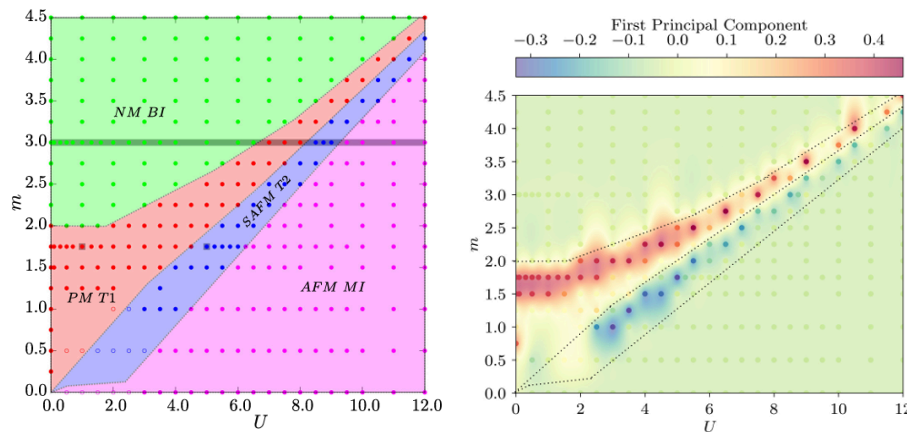 4.5
4.0
3.5
3.0
2.5
2.0
1.5
1.0
0.5
0.0
m
NM BI
SAFM T2
PM T1
AFM MI
0.0 2.0 4.0 6.0 8.0 10.0 12.0
U
First Principal Component
−0.3 −0.2 −0.1 0.0 0.1 0.2 0.3 0.4
4.5
4.0
3.5
3.0
2.5
2.0
1.5
1.0
0.5
0.0
m
0 2 4 6 8 10 12
U